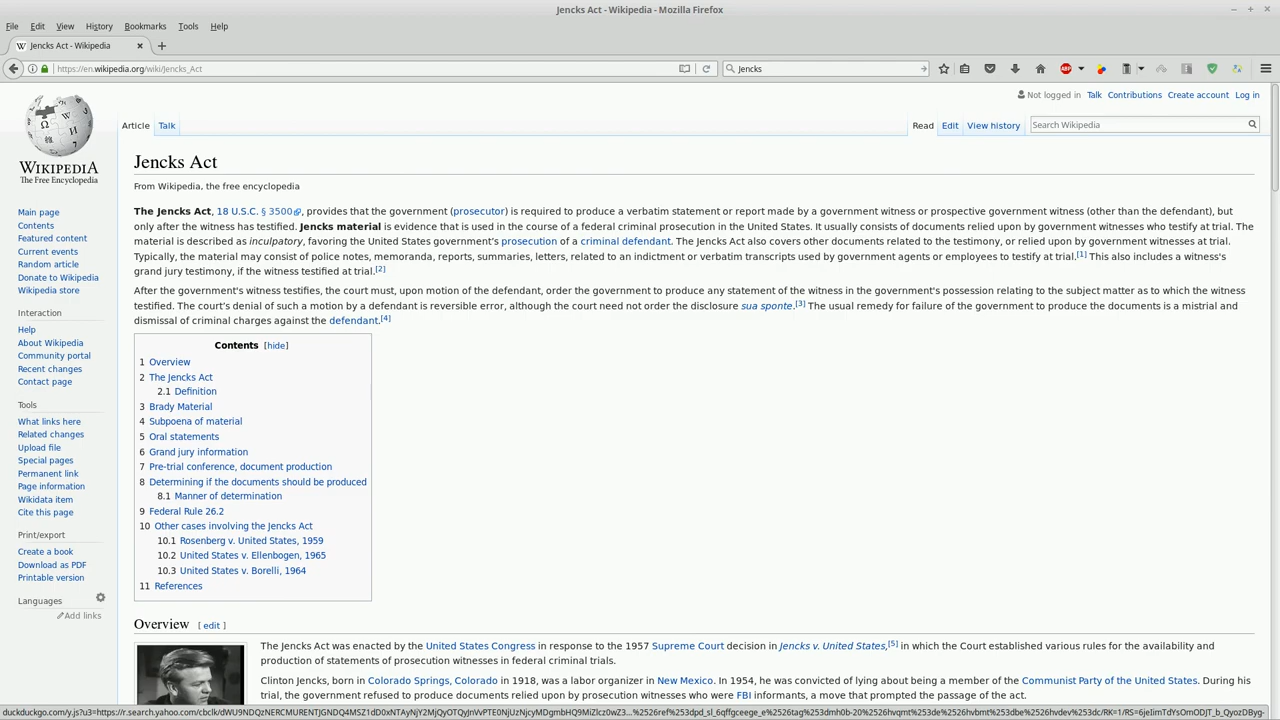 Jencks Act - Wikipedia - Mozilla Firefox
File Edit View History Bookmarks Tools Help
Jencks Act - Wikipedia
https://en.wikipedia.org/wiki/Jencks_Act
Jencks
Not logged in Talk Contributions Create account Log in
Article Talk
Read Edit View history Search Wikipedia
WIKIPEDIA
The Free Encyclopedia
Main page
Contents
Featured content
Current events
Random article
Donate to Wikipedia
Wikipedia store
Interaction
Help
About Wikipedia
Community portal
Recent changes
Contact page
Tools
What links here
Related changes
Upload file
Special pages
Permanent link
Page information
Wikidata item
Cite this page
Print/export
Create a book
Download as PDF
Printable version
Languages
Add links
Jencks Act
From Wikipedia, the free encyclopedia
The Jencks Act, 18 U.S.C. § 3500, provides that the government (prosecutor) is required to produce a verbatim statement or report made by a government witness or prospective government witness (other than the defendant), but
only after the witness has testified. Jencks material is evidence that is used in the course of a federal criminal prosecution in the United States. It usually consists of documents relied upon by government witnesses who testify at trial. The
material is described as inculpatory, favoring the United States government's prosecution of a criminal defendant. The Jencks Act also covers other documents related to the testimony, or relied upon by government witnesses at trial.
Typically, the material may consist of police notes, memoranda, reports, summaries, letters, related to an indictment or verbatim transcripts used by government agents or employees to testify at trial.[1] This also includes a witness's
grand jury testimony, if the witness testified at trial.[2]
After the government's witness testifies, the court must, upon motion of the defendant, order the government to produce any statement of the witness in the government's possession relating to the subject matter as to which the witness
testified. The court's denial of such a motion by a defendant is reversible error, although the court need not order the disclosure sua sponte.[3] The usual remedy for failure of the government to produce the documents is a mistrial and
dismissal of criminal charges against the defendant.[4]
Contents [hide]
1 Overview
2 The Jencks Act
2.1 Definition
3 Brady Material
4 Subpoena of material
5 Oral statements
6 Grand jury information
7 Pre-trial conference, document production
8 Determining if the documents should be produced
8.1 Manner of determination
9 Federal Rule 26.2
10 Other cases involving the Jencks Act
10.1 Rosenberg v. United States, 1959
10.2 United States v. Ellenbogen, 1965
10.3 United States v. Borelli, 1964
11 References
Overview [ edit ]
The Jencks Act was enacted by the United States Congress in response to the 1957 Supreme Court decision in Jencks v. United States,[5] in which the Court established various rules for the availability and
production of statements of prosecution witnesses in federal criminal trials.
Clinton Jencks, born in Colorado Springs, Colorado in 1918, was a labor organizer in New Mexico. In 1954, he was convicted of lying about being a member of the Communist Party of the United States. During his
trial, the government refused to produce documents relied upon by prosecution witnesses who were FBI informants, a move that prompted the passage of the act.